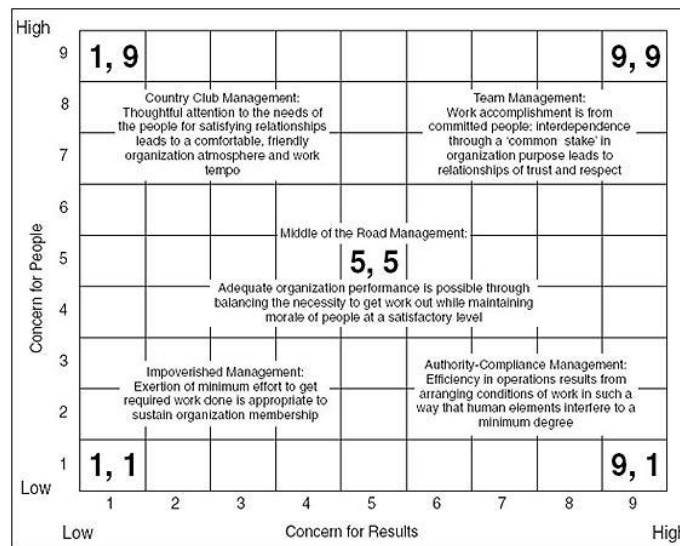 High
9
1, 9
9, 9
8
Country Club Management:
Thoughtful attention to the needs of
the people for satisfying relationships
leads to a comfortable, friendly
organization atmosphere and work
tempo
Team Management:
Work accomplishment is from
committed people: interdependence
through a 'common stake' in
organization purpose leads to
relationships of trust and respect
7
6
Concern for People
Middle of the Road Management:
5
5, 5
Adequate organization performance is possible through
balancing the necessity to get work out while maintaining
morale of people at a satisfactory level
4
3
Impoverished Management:
Exertion of minimum effort to get
required work done is appropriate to
sustain organization membership
Authority-Compliance Management:
Efficiency in operations results from
arranging conditions of work in such a
way that human elements interfere to a
minimum degree
2
1
1, 1
9, 1
Low
1 2 3 4 5 6 7 8 9
Low
Concern for Results
High